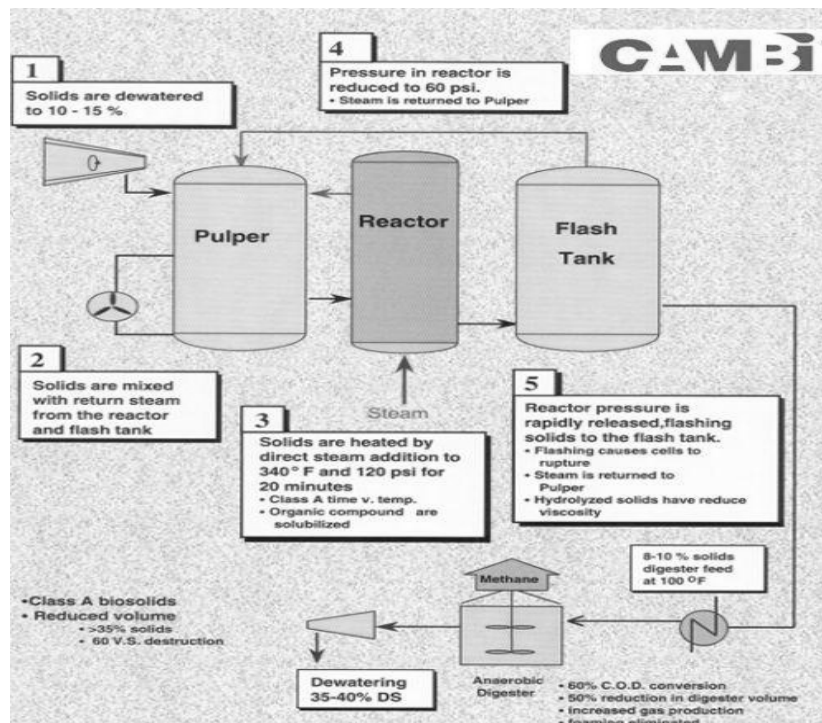 CAMBi
1
Solids are dewatered
to 10 - 15 %
4
Pressure in reactor is
reduced to 60 psi.
• Steam is returned to Pulper
Pulper
Reactor
Flash
Tank
2
Solids are mixed
with return steam
from the reactor
and flash tank
Steam
3
Solids are heated by
direct steam addition to
340° F and 120 psi for
20 minutes
• Class A time v. temp.
• Organic compound are
solubilized
5
Reactor pressure is
rapidly released,flashing
solids to the flash tank.
• Flashing causes cells to
rupture
• Steam is returned to
Pulper
• Hydrolyzed solids have reduce
viscosity
8-10 % solids
digester feed
at 100 °F
Methane
•Class A biosolids
• Reduced volume
• >35% solids
• 60 V.S. destruction
Dewatering
35-40% DS
Anaerobic
Digester
• 60% C.O.D. conversion
• 50% reduction in digester volume
• increased gas production
• foaming eliminated